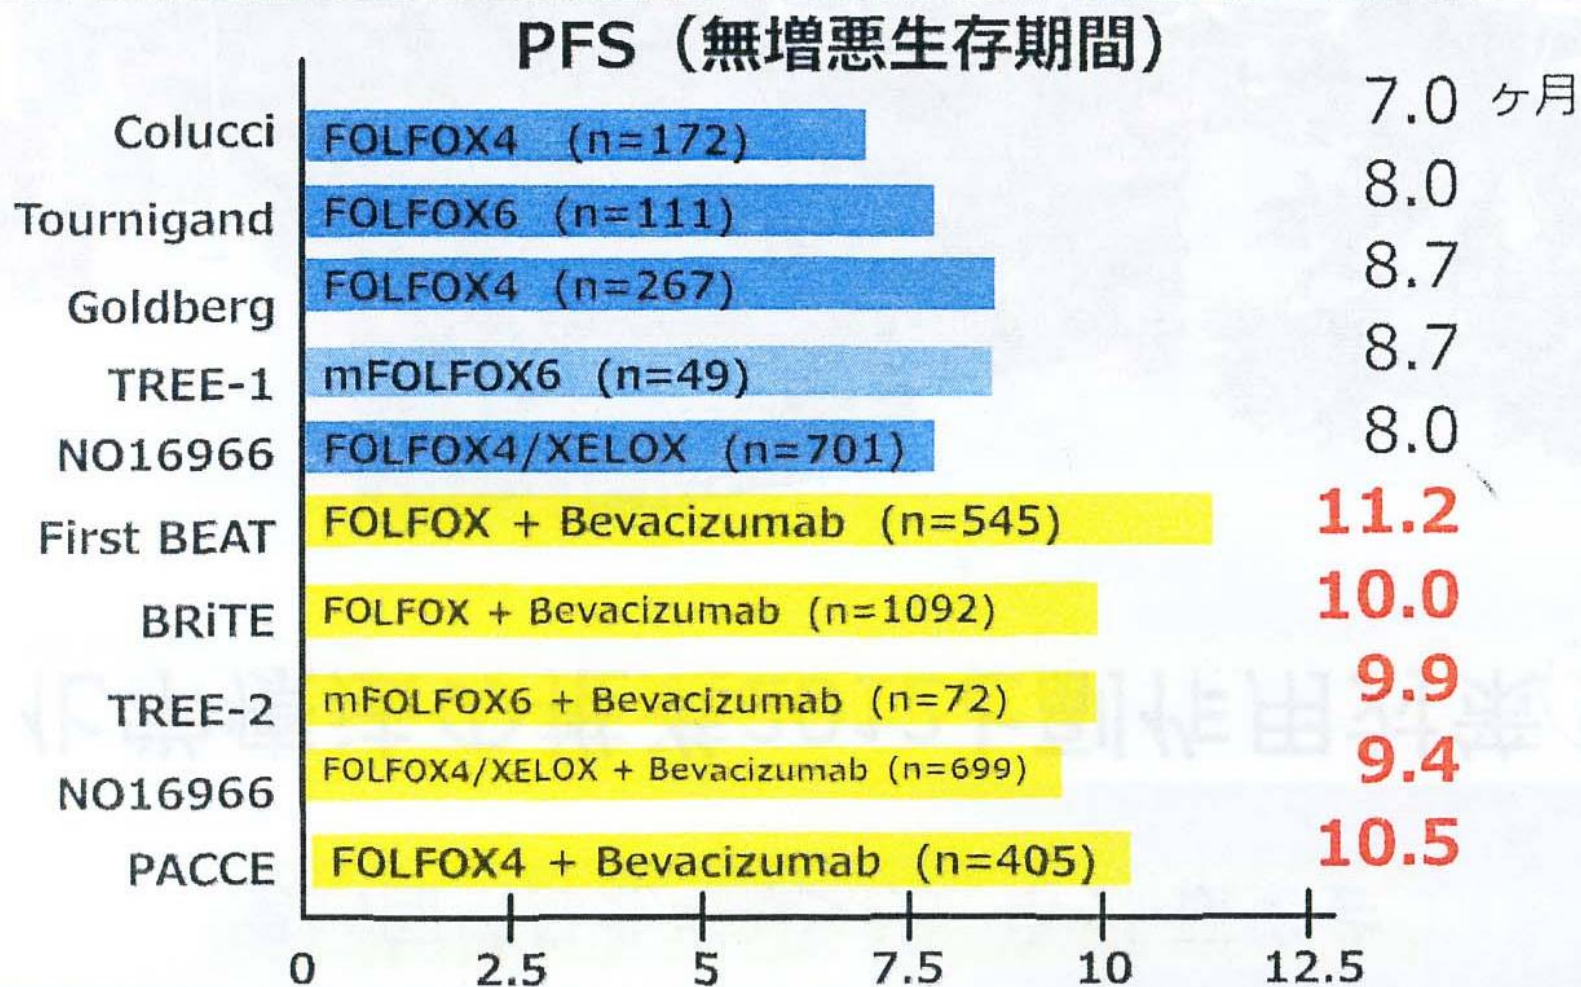 PFS（無増悪生存期間）
Colucci FOLFOX4 (n=172) 7.0 ヶ月
Tournigand FOLFOX6 (n=111) 8.0
Goldberg FOLFOX4 (n=267) 8.7
TREE-1 mFOLFOX6 (n=49) 8.7
NO16966 FOLFOX4/XELOX (n=701) 8.0
First BEAT FOLFOX + Bevacizumab (n=545) 11.2
BRiTE FOLFOX + Bevacizumab (n=1092) 10.0
TREE-2 mFOLFOX6 + Bevacizumab (n=72) 9.9
NO16966 FOLFOX4/XELOX + Bevacizumab (n=699) 9.4
PACCE FOLFOX4 + Bevacizumab (n=405) 10.5
0 2.5 5 7.5 10 12.5